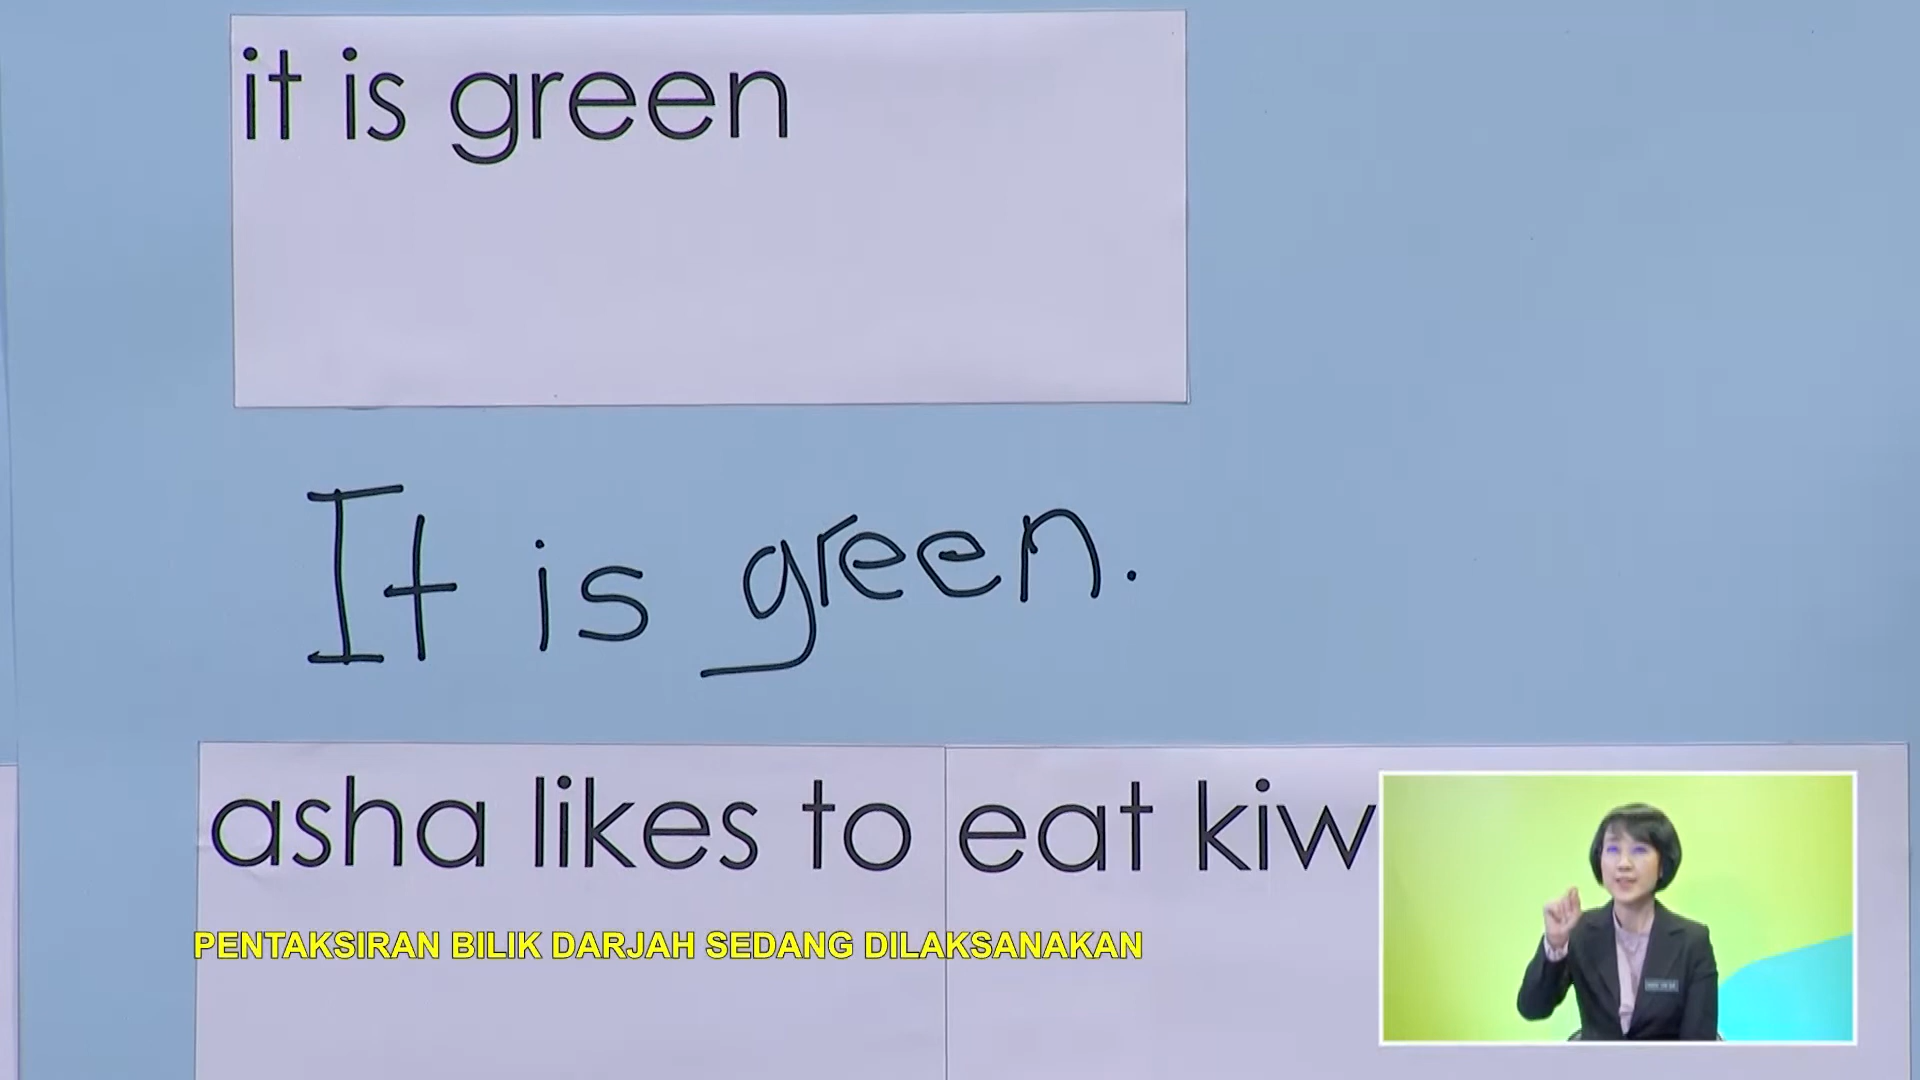 it is green
It is green.
asha likes to eat kiw
PENTAKSIRAN BILIK DARJAH SEDANG DILAKSANAKAN